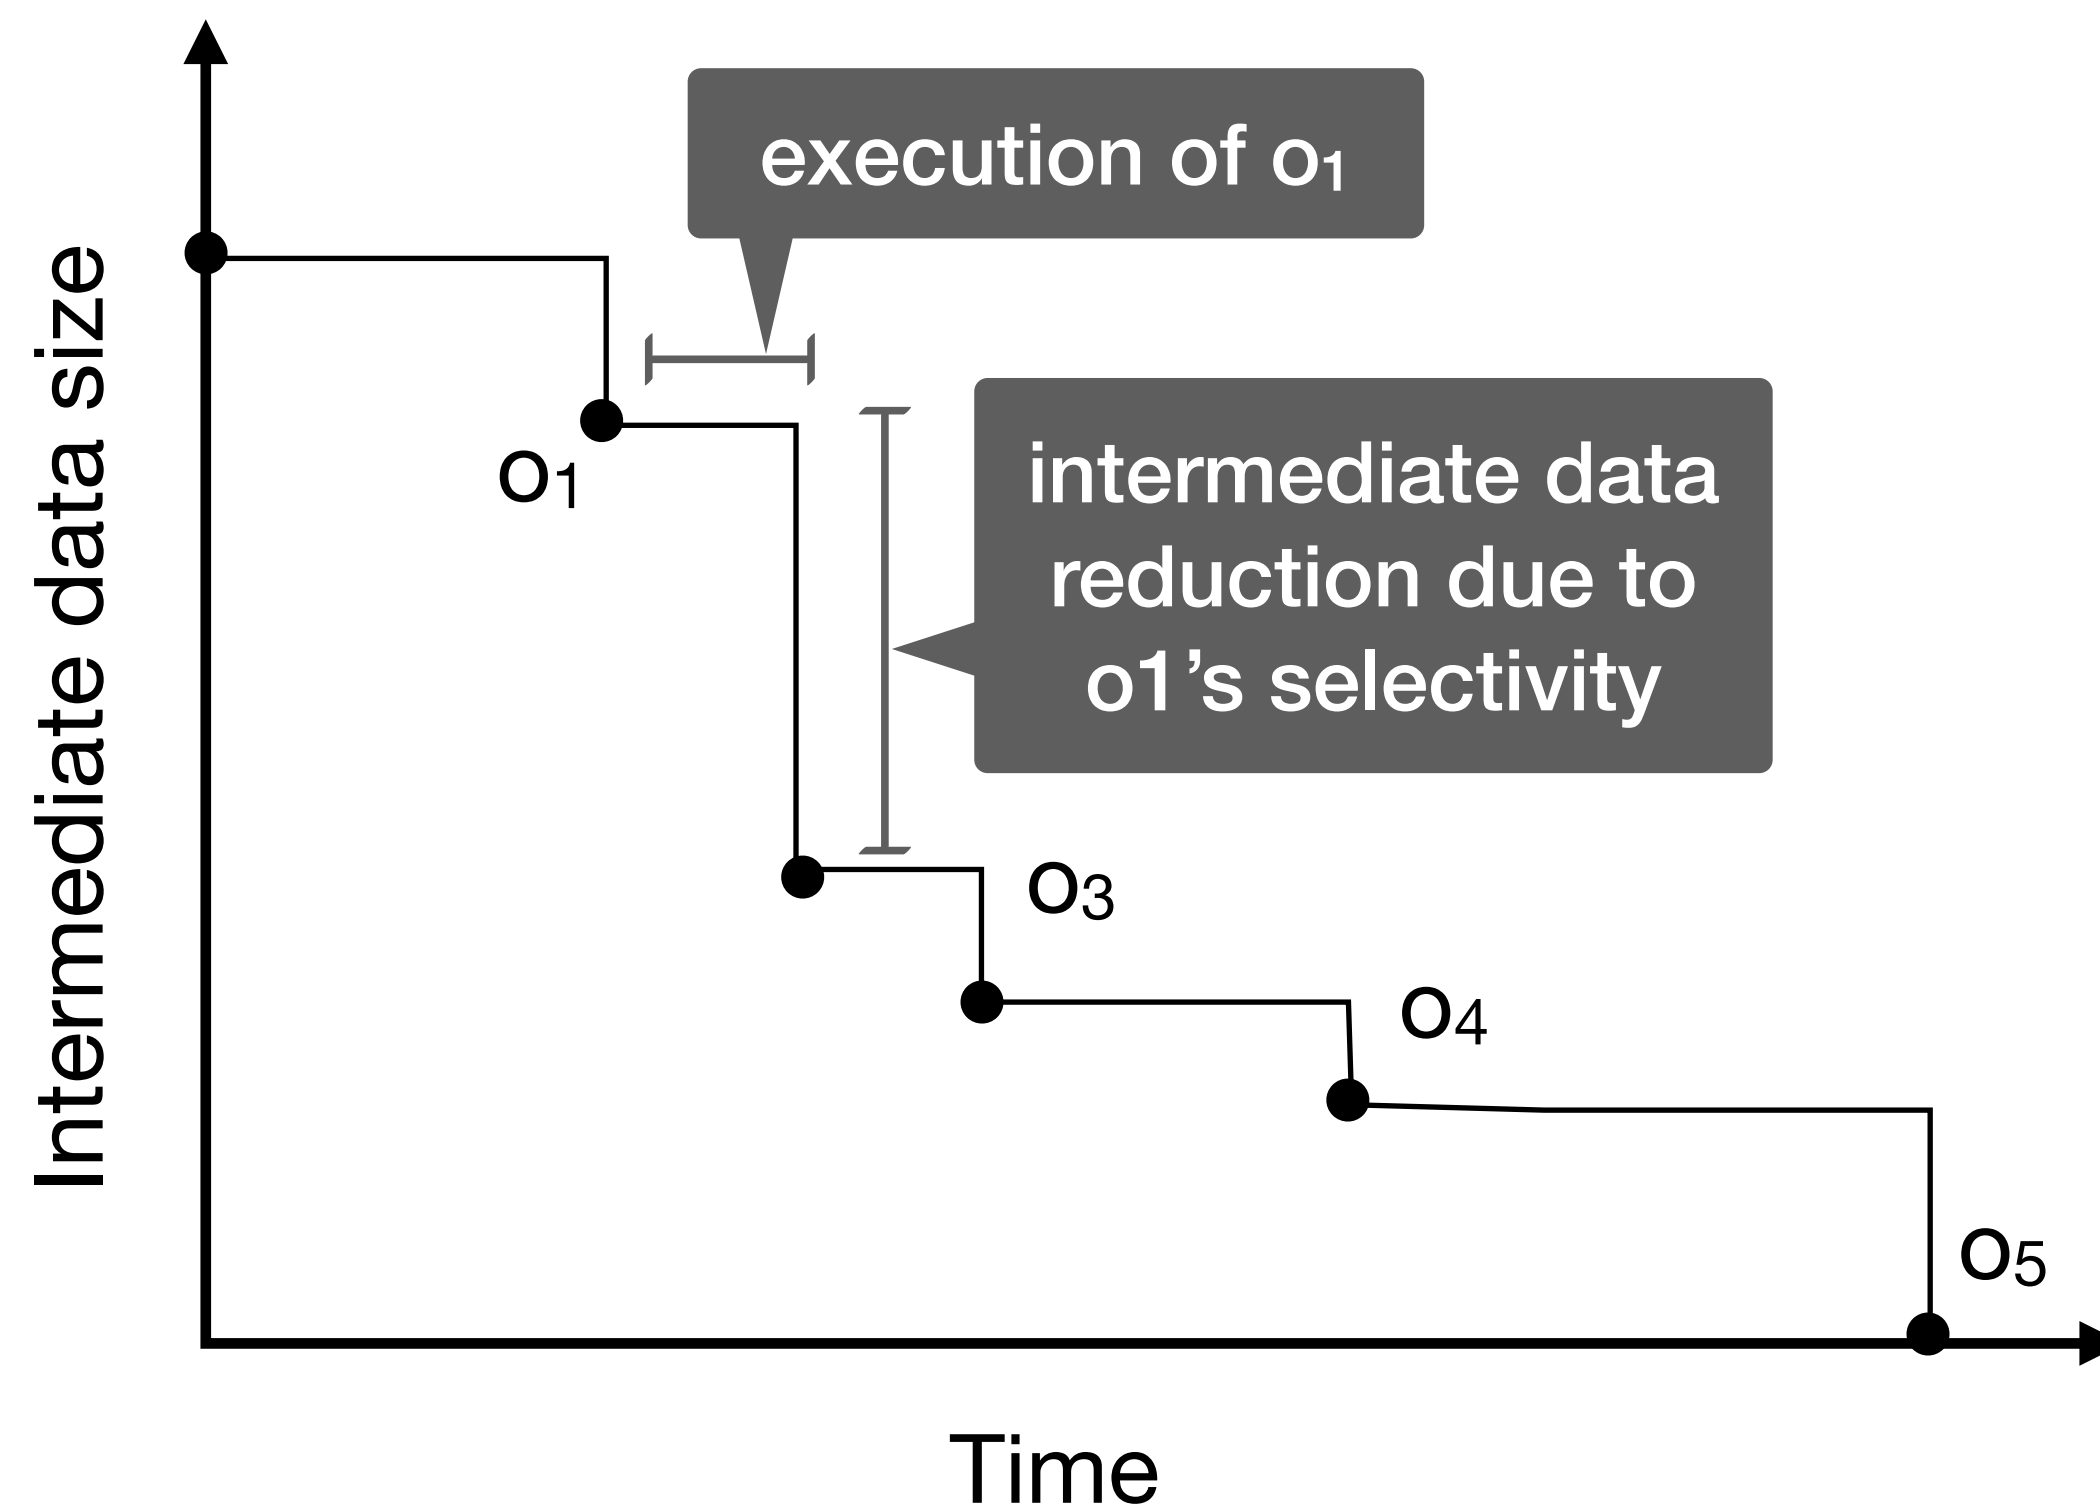 execution of o₁
Intermediate data size
o₁
intermediate data
reduction due to
o1’s selectivity
o₃
o₄
o₅
Time